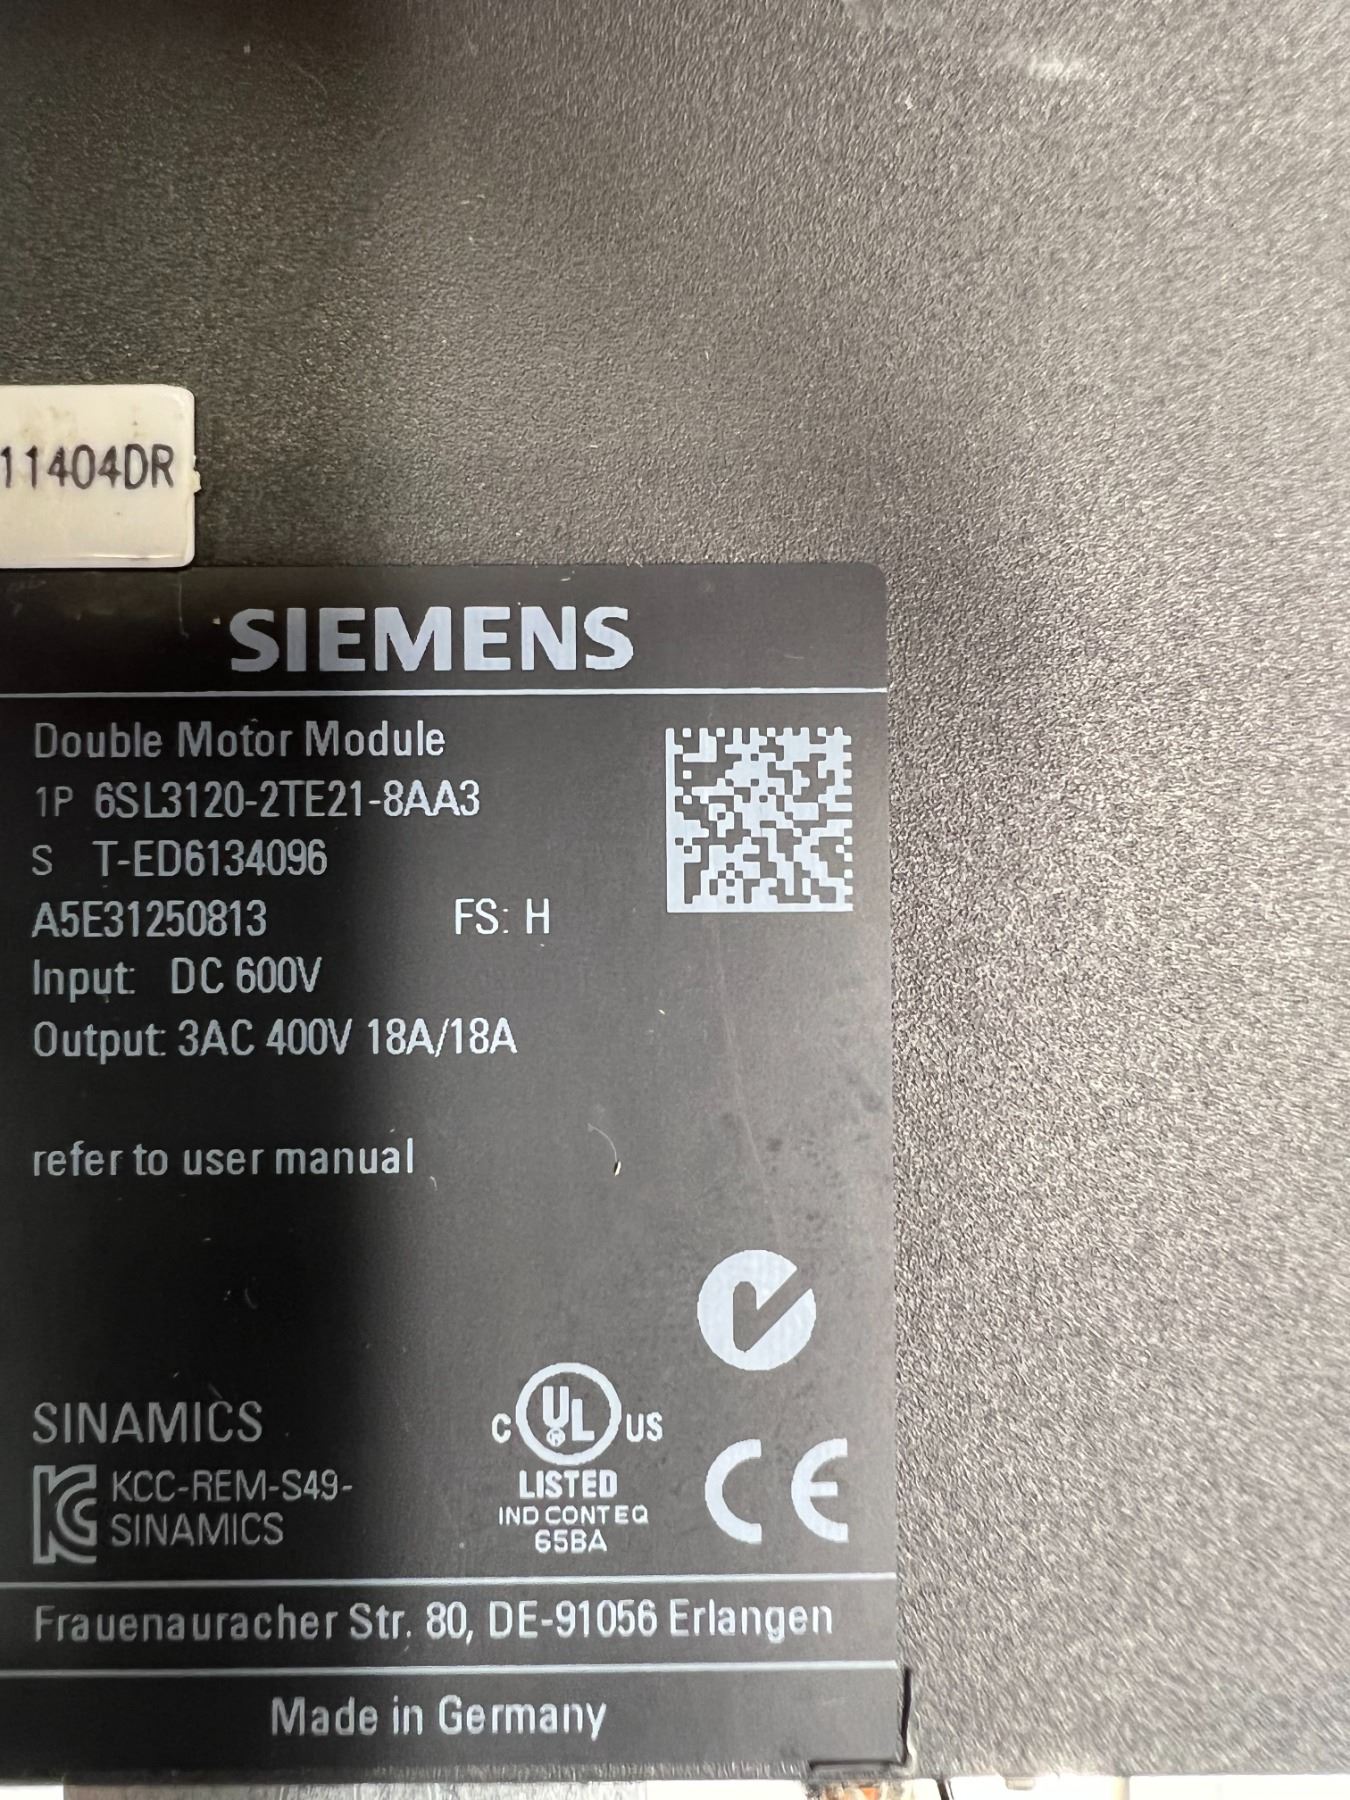 11404DR
SIEMENS
Double Motor Module
1P 6SL3120-2TE21-8AA3
S T-ED6134096
A5E31250813 FS: H
Input: DC 600V
Output: 3AC 400V 18A/18A
refer to user manual
SINAMICS
KCC-REM-S49-
SINAMICS
C UL US
®
LISTED
IND CONT EQ
65BA
CE
Frauenauracher Str. 80, DE-91056 Erlangen
Made in Germany